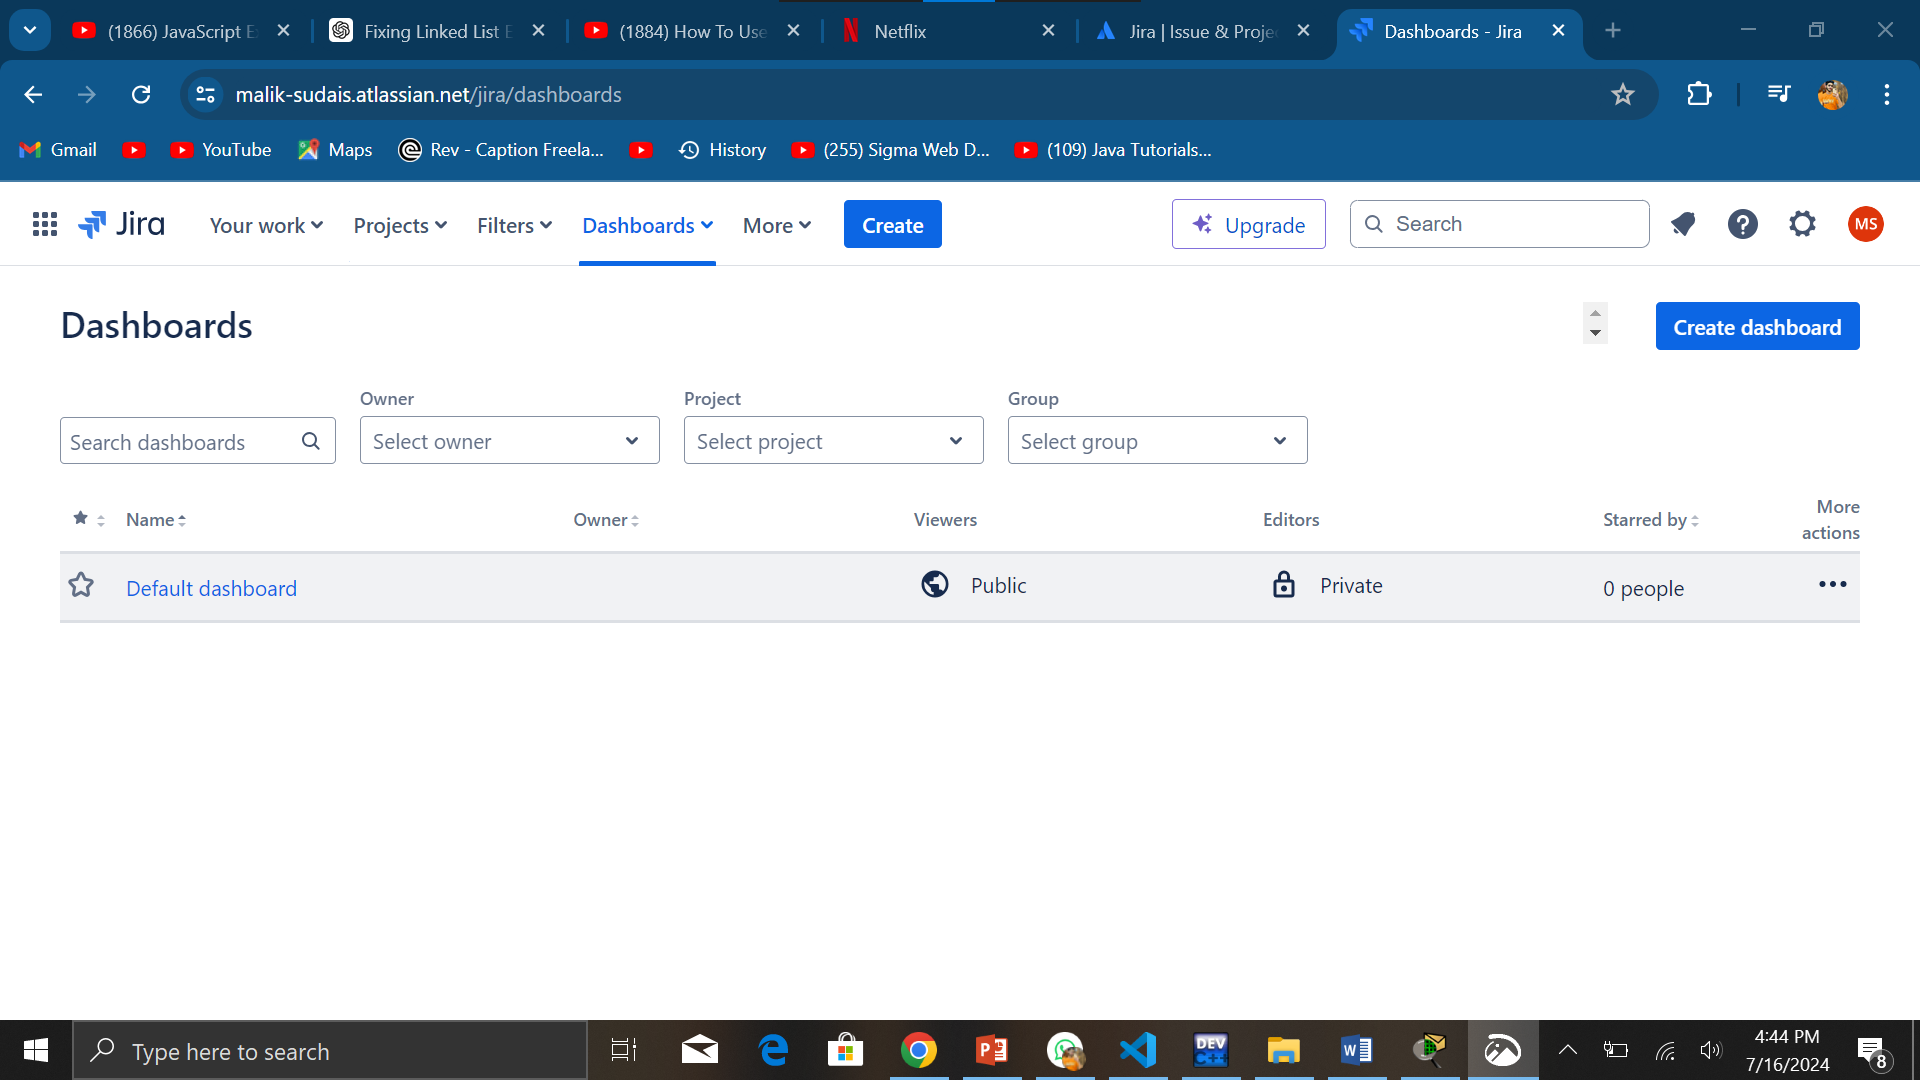 (1866) JavaScript E
Fixing Linked List E
(1884) How To Use
Netflix
Jira | Issue & Projec
Dashboards - Jira
malik-sudais.atlassian.net/jira/dashboards
Gmail
YouTube
Maps
Rev - Caption Freela...
History
(255) Sigma Web D...
(109) Java Tutorials...
Jira
Your work
Projects
Filters
Dashboards
More
Create
Upgrade
Search
MS
Dashboards
Create dashboard
Owner
Project
Group
Search dashboards
Select owner
Select project
Select group
Name
Owner
Viewers
Editors
Starred by
More
actions
Default dashboard
Public
Private
0 people
Type here to search
DEV
C++
4:44 PM
7/16/2024
8